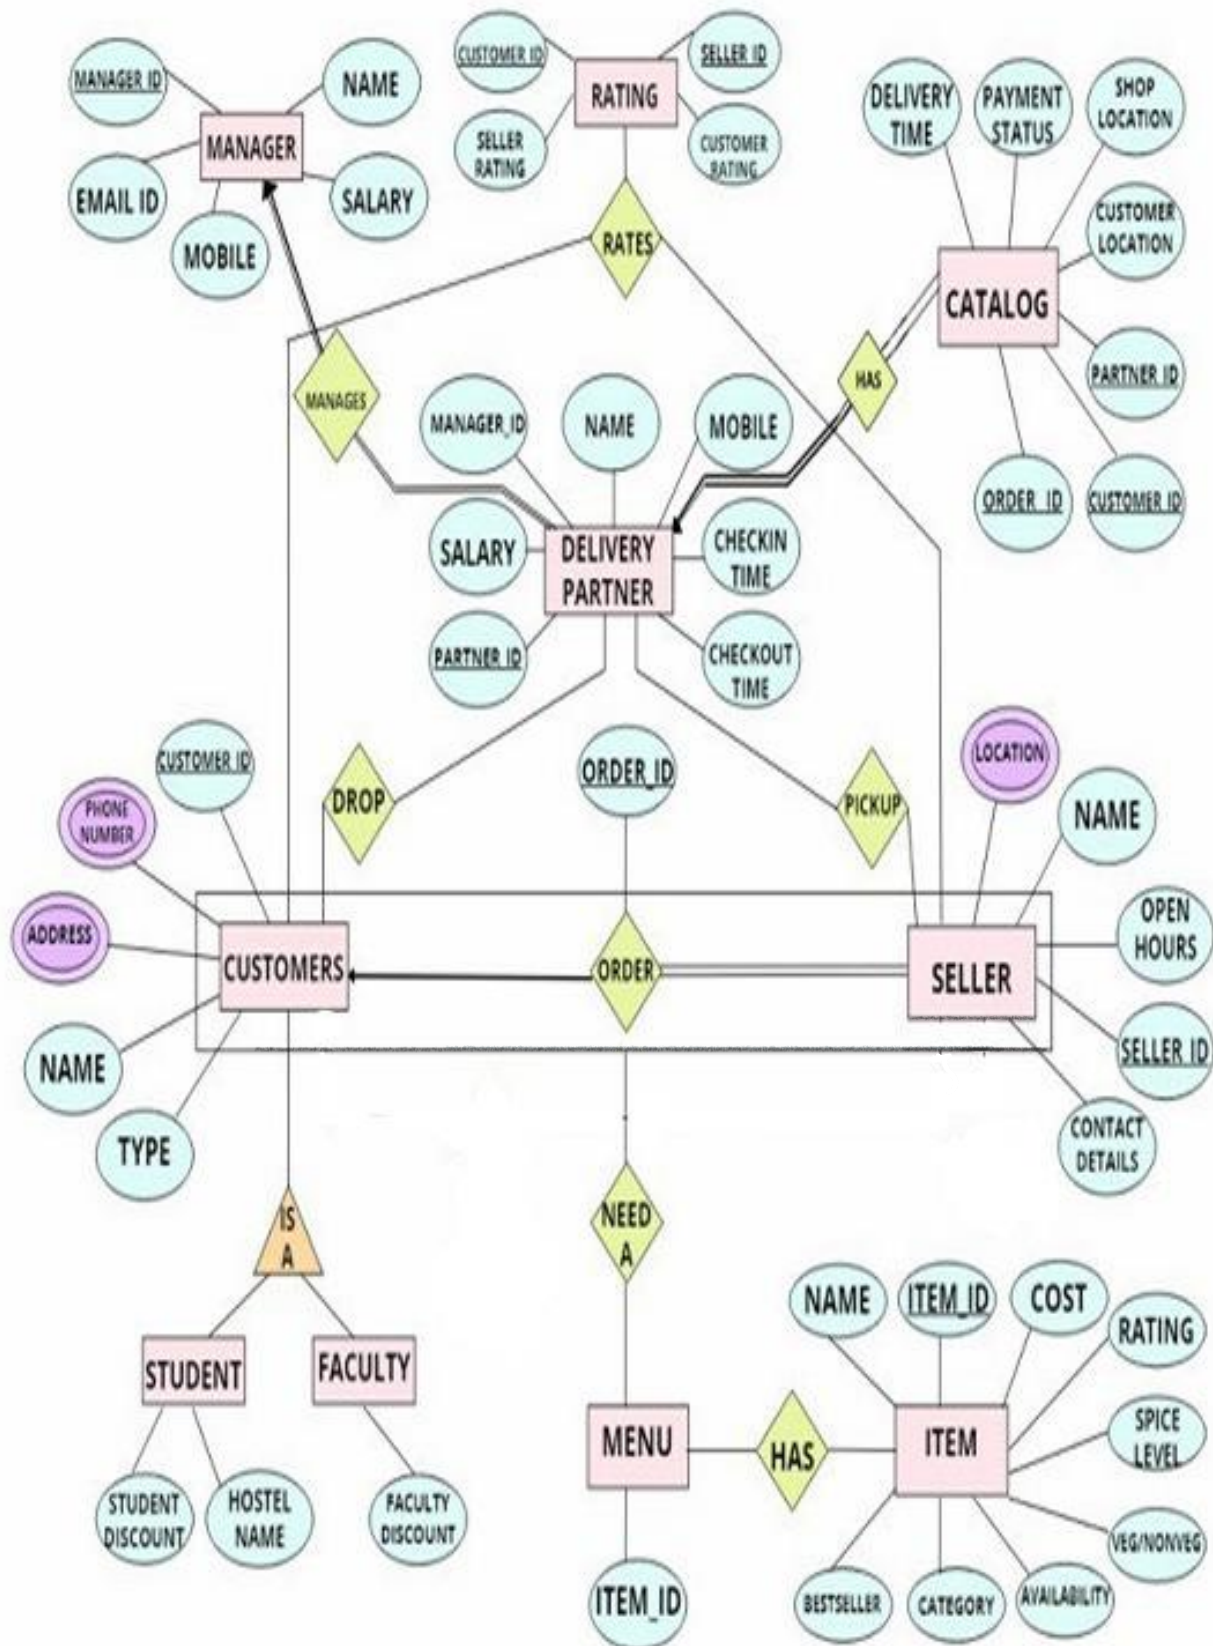 CUSTOMER ID
SELLER ID
MANAGER ID
NAME
RATING
DELIVERY
TIME
PAYMENT
STATUS
SHOP
LOCATION
MANAGER
SELLER
RATING
CUSTOMER
RATING
EMAIL ID
SALARY
MOBILE
RATES
CUSTOMER
LOCATION
CATALOG
MANAGES
HAS
PARTNER ID
MANAGER_ID
NAME
MOBILE
ORDER_ID
CUSTOMER ID
SALARY
DELIVERY
PARTNER
CHECKIN
TIME
PARTNER ID
CHECKOUT
TIME
CUSTOMER ID
ORDER_ID
LOCATION
PHONE
NUMBER
DROP
PICKUP
NAME
ADDRESS
CUSTOMERS
ORDER
SELLER
OPEN
HOURS
NAME
SELLER ID
TYPE
CONTACT
DETAILS
IS
A
NEED
A
NAME
ITEM_ID
COST
RATING
STUDENT
FACULTY
MENU
HAS
ITEM
SPICE
LEVEL
STUDENT
DISCOUNT
HOSTEL
NAME
FACULTY
DISCOUNT
VEG/NONVEG
ITEM_ID
BESTSELLER
CATEGORY
AVAILABILITY